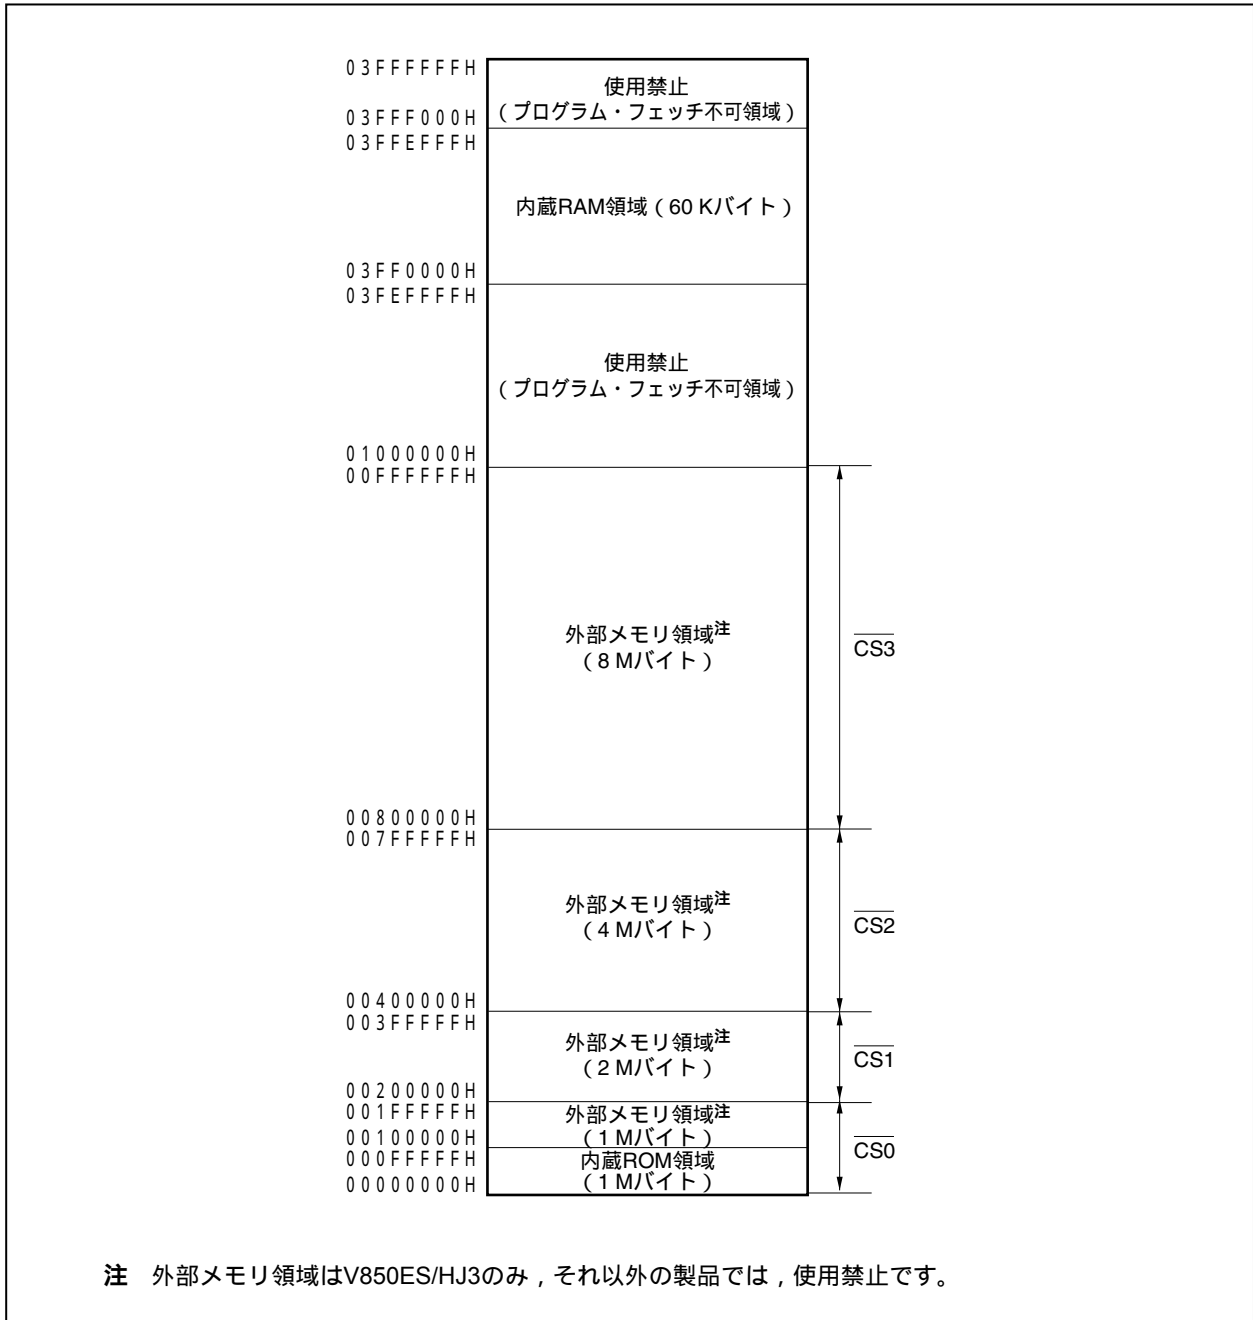 03FFFFFFH
使用禁止
（プログラム・フェッチ不可領域）
03FFF000H
03FFEFFFH
内蔵RAM領域（60 Kバイト）
03FF0000H
03FEFFFFH
使用禁止
（プログラム・フェッチ不可領域）
01000000H
00FFFFFFH
外部メモリ領域注
（8 Mバイト）
CS3
00800000H
007FFFFFH
外部メモリ領域注
（4 Mバイト）
CS2
00400000H
003FFFFFH
外部メモリ領域注
（2 Mバイト）
CS1
00200000H
001FFFFFH
外部メモリ領域注
（1 Mバイト）
00100000H
CS0
000FFFFFH
内蔵ROM領域
（1 Mバイト）
00000000H
注　外部メモリ領域はV850ES/HJ3のみ，それ以外の製品では，使用禁止です。